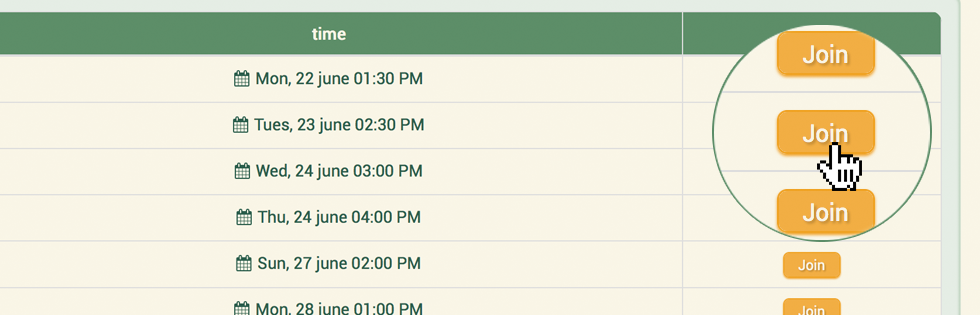 time
Mon, 22 june 01:30 PM
Join
Tues, 23 june 02:30 PM
Join
Wed, 24 june 03:00 PM
Thu, 24 june 04:00 PM
Join
Sun, 27 june 02:00 PM
Join
Mon, 28 june 01:00 PM
Join